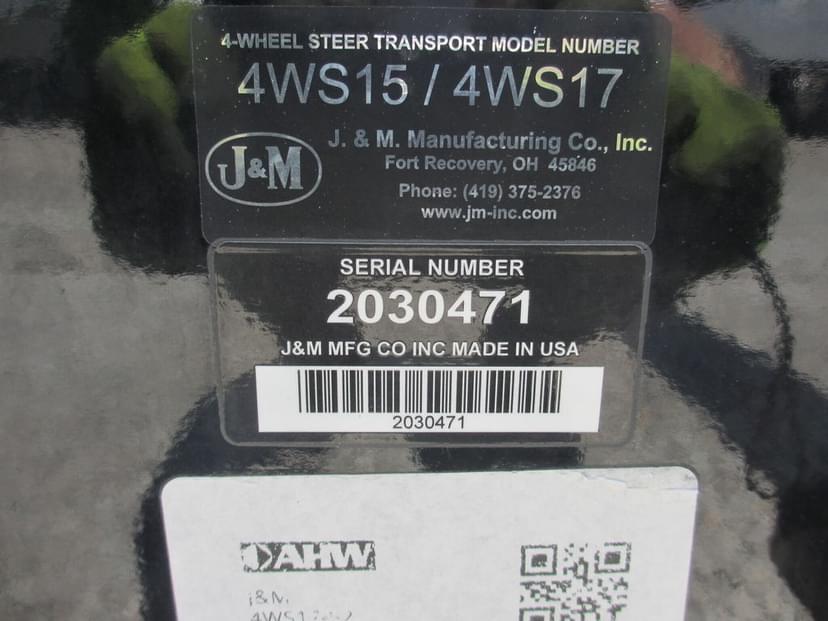 4-WHEEL STEER TRANSPORT MODEL NUMBER
4WS15 / 4WS17
J&M
J. & M. Manufacturing Co., Inc.
Fort Recovery, OH 45846
Phone: (419) 375-2376
www.jm-inc.com
SERIAL NUMBER
2030471
J&M MFG CO INC MADE IN USA
2030471
AHW